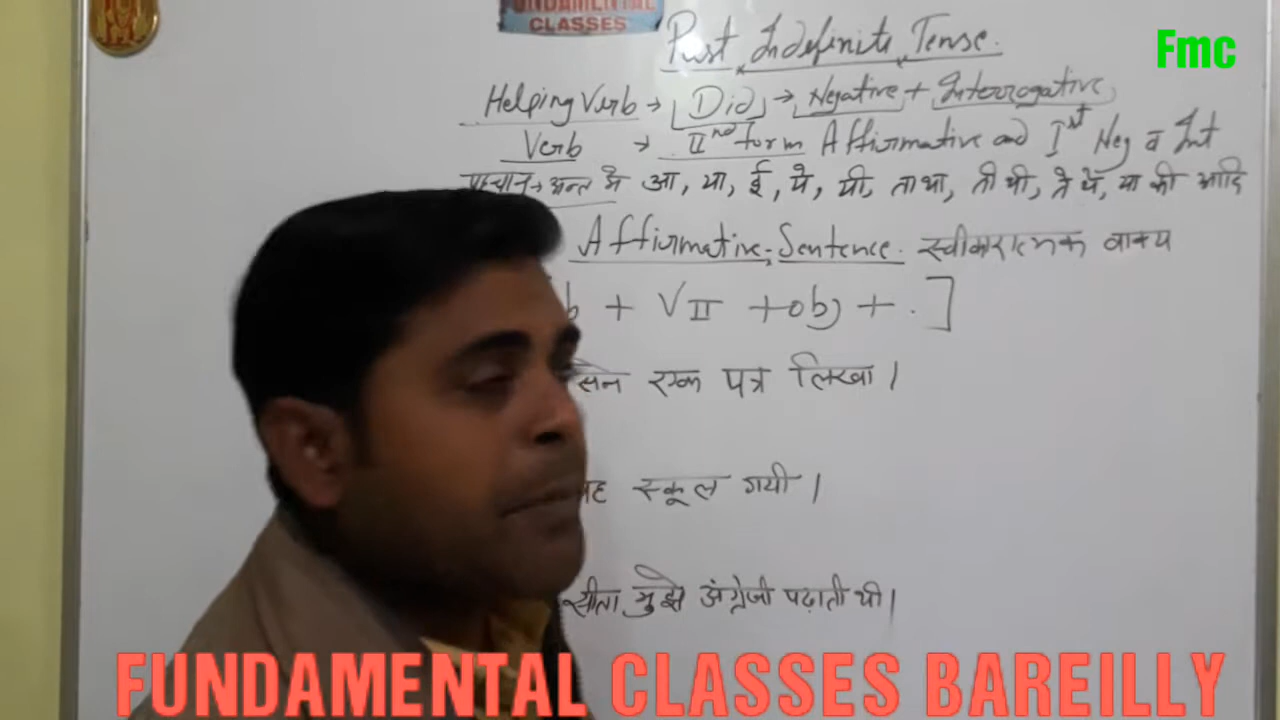 FUNDAMENTAL
CLASSES
Fmc
Past Indefinite Tense.
Helping Verb → Did → Negative + Interrogative
Verb → IInd form Affirmative and Ist Neg व Int
पहचान → अन्त मे आ, या, ई, ये, यी, ता था, ती थी, ते थे, या की आदि
Affirmative Sentence. स्वीकारात्मक वाक्य
b + VII + obj + . ]
सने एक पत्र लिखा।
ह स्कूल गयी।
सीता मुझे अंग्रेजी पढ़ाती थी।
FUNDAMENTAL CLASSES BAREILLY